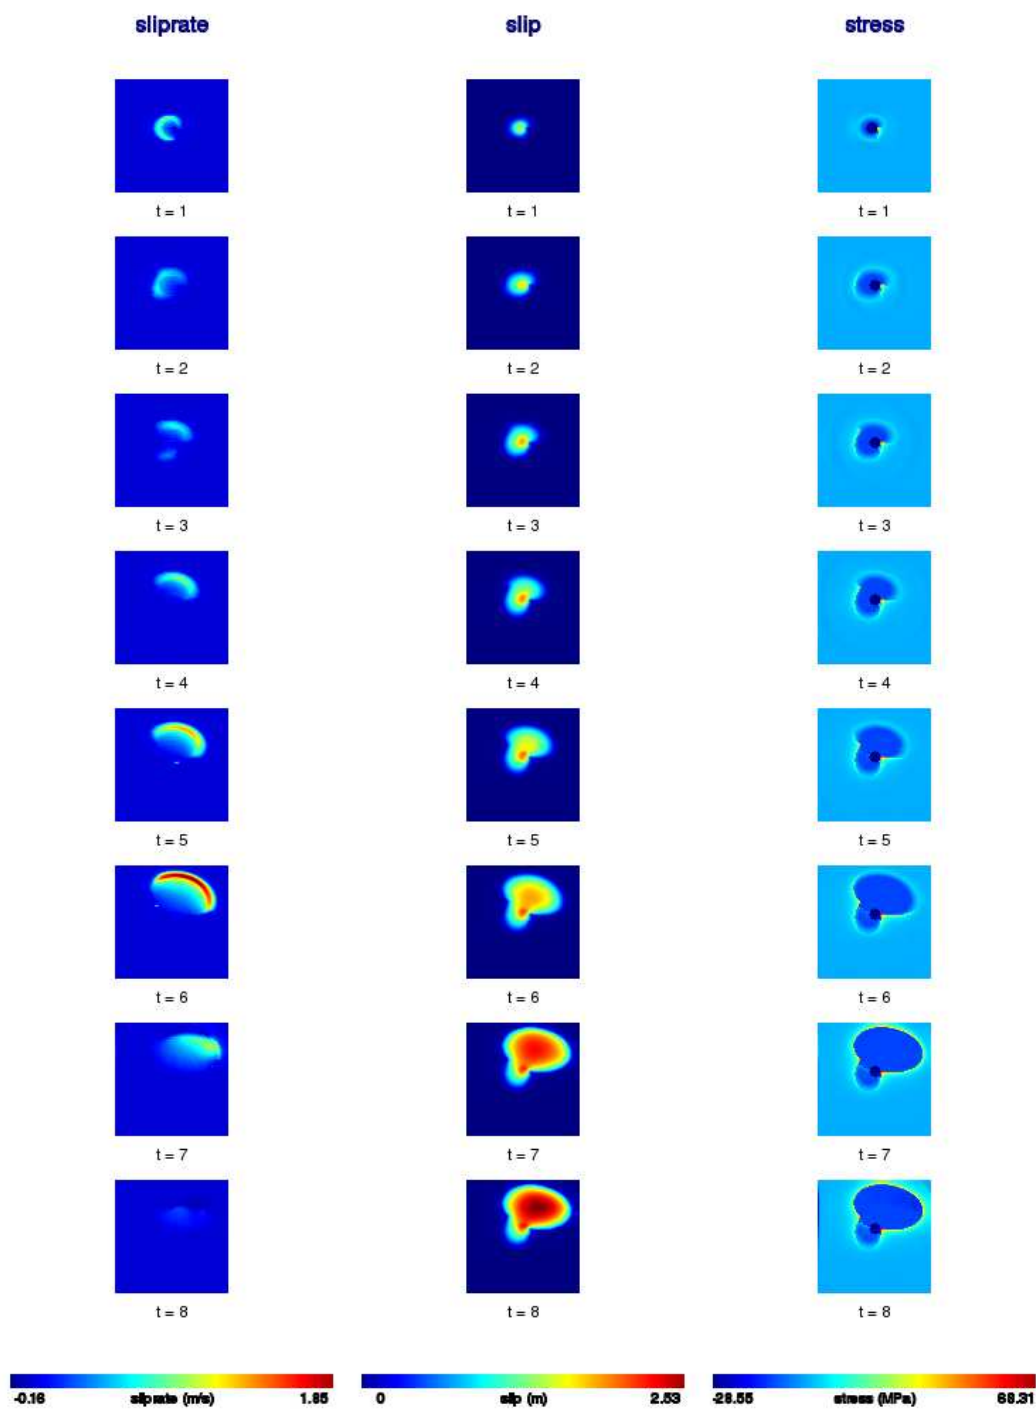 sliprate slip stress
t = 1 t = 1 t = 1
t = 2 t = 2 t = 2
t = 3 t = 3 t = 3
t = 4 t = 4 t = 4
t = 5 t = 5 t = 5
t = 6 t = 6 t = 6
t = 7 t = 7 t = 7
t = 8 t = 8 t = 8
-0.16 sliprate (m/s) 1.85 0 slip (m) 2.53 -28.55 stress (MPa) 68.31